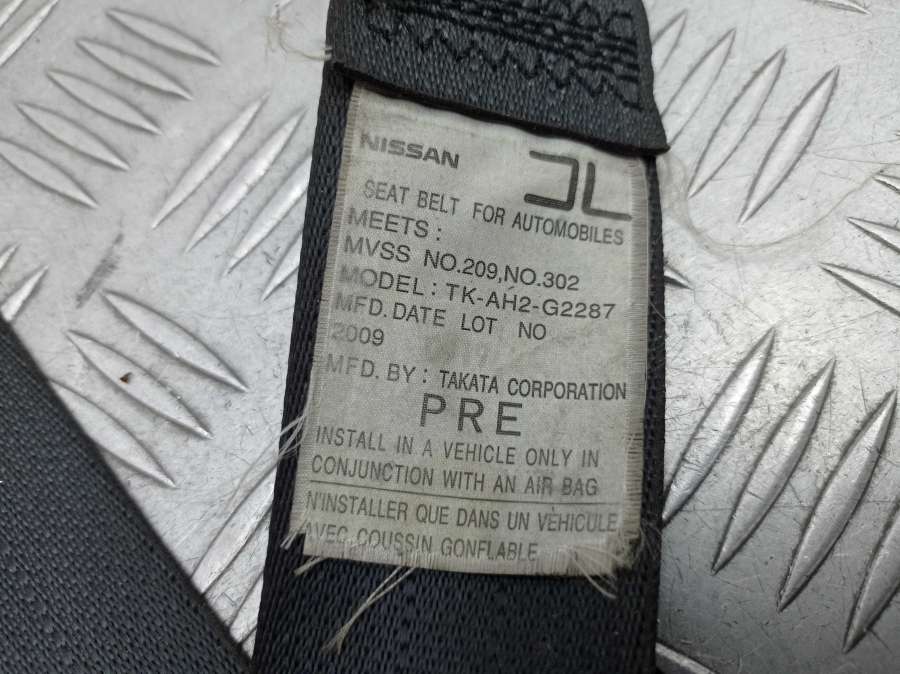 NISSAN JL
SEAT BELT FOR AUTOMOBILES
MEETS :
MVSS NO.209,NO.302
MODEL : TK-AH2-G2287
MFD. DATE LOT NO
2009
MFD. BY : TAKATA CORPORATION
PRE
INSTALL IN A VEHICLE ONLY IN
CONJUNCTION WITH AN AIR BAG
N'INSTALLER QUE DANS UN VÈHICULE
AVEC COUSSIN GONFLABLE